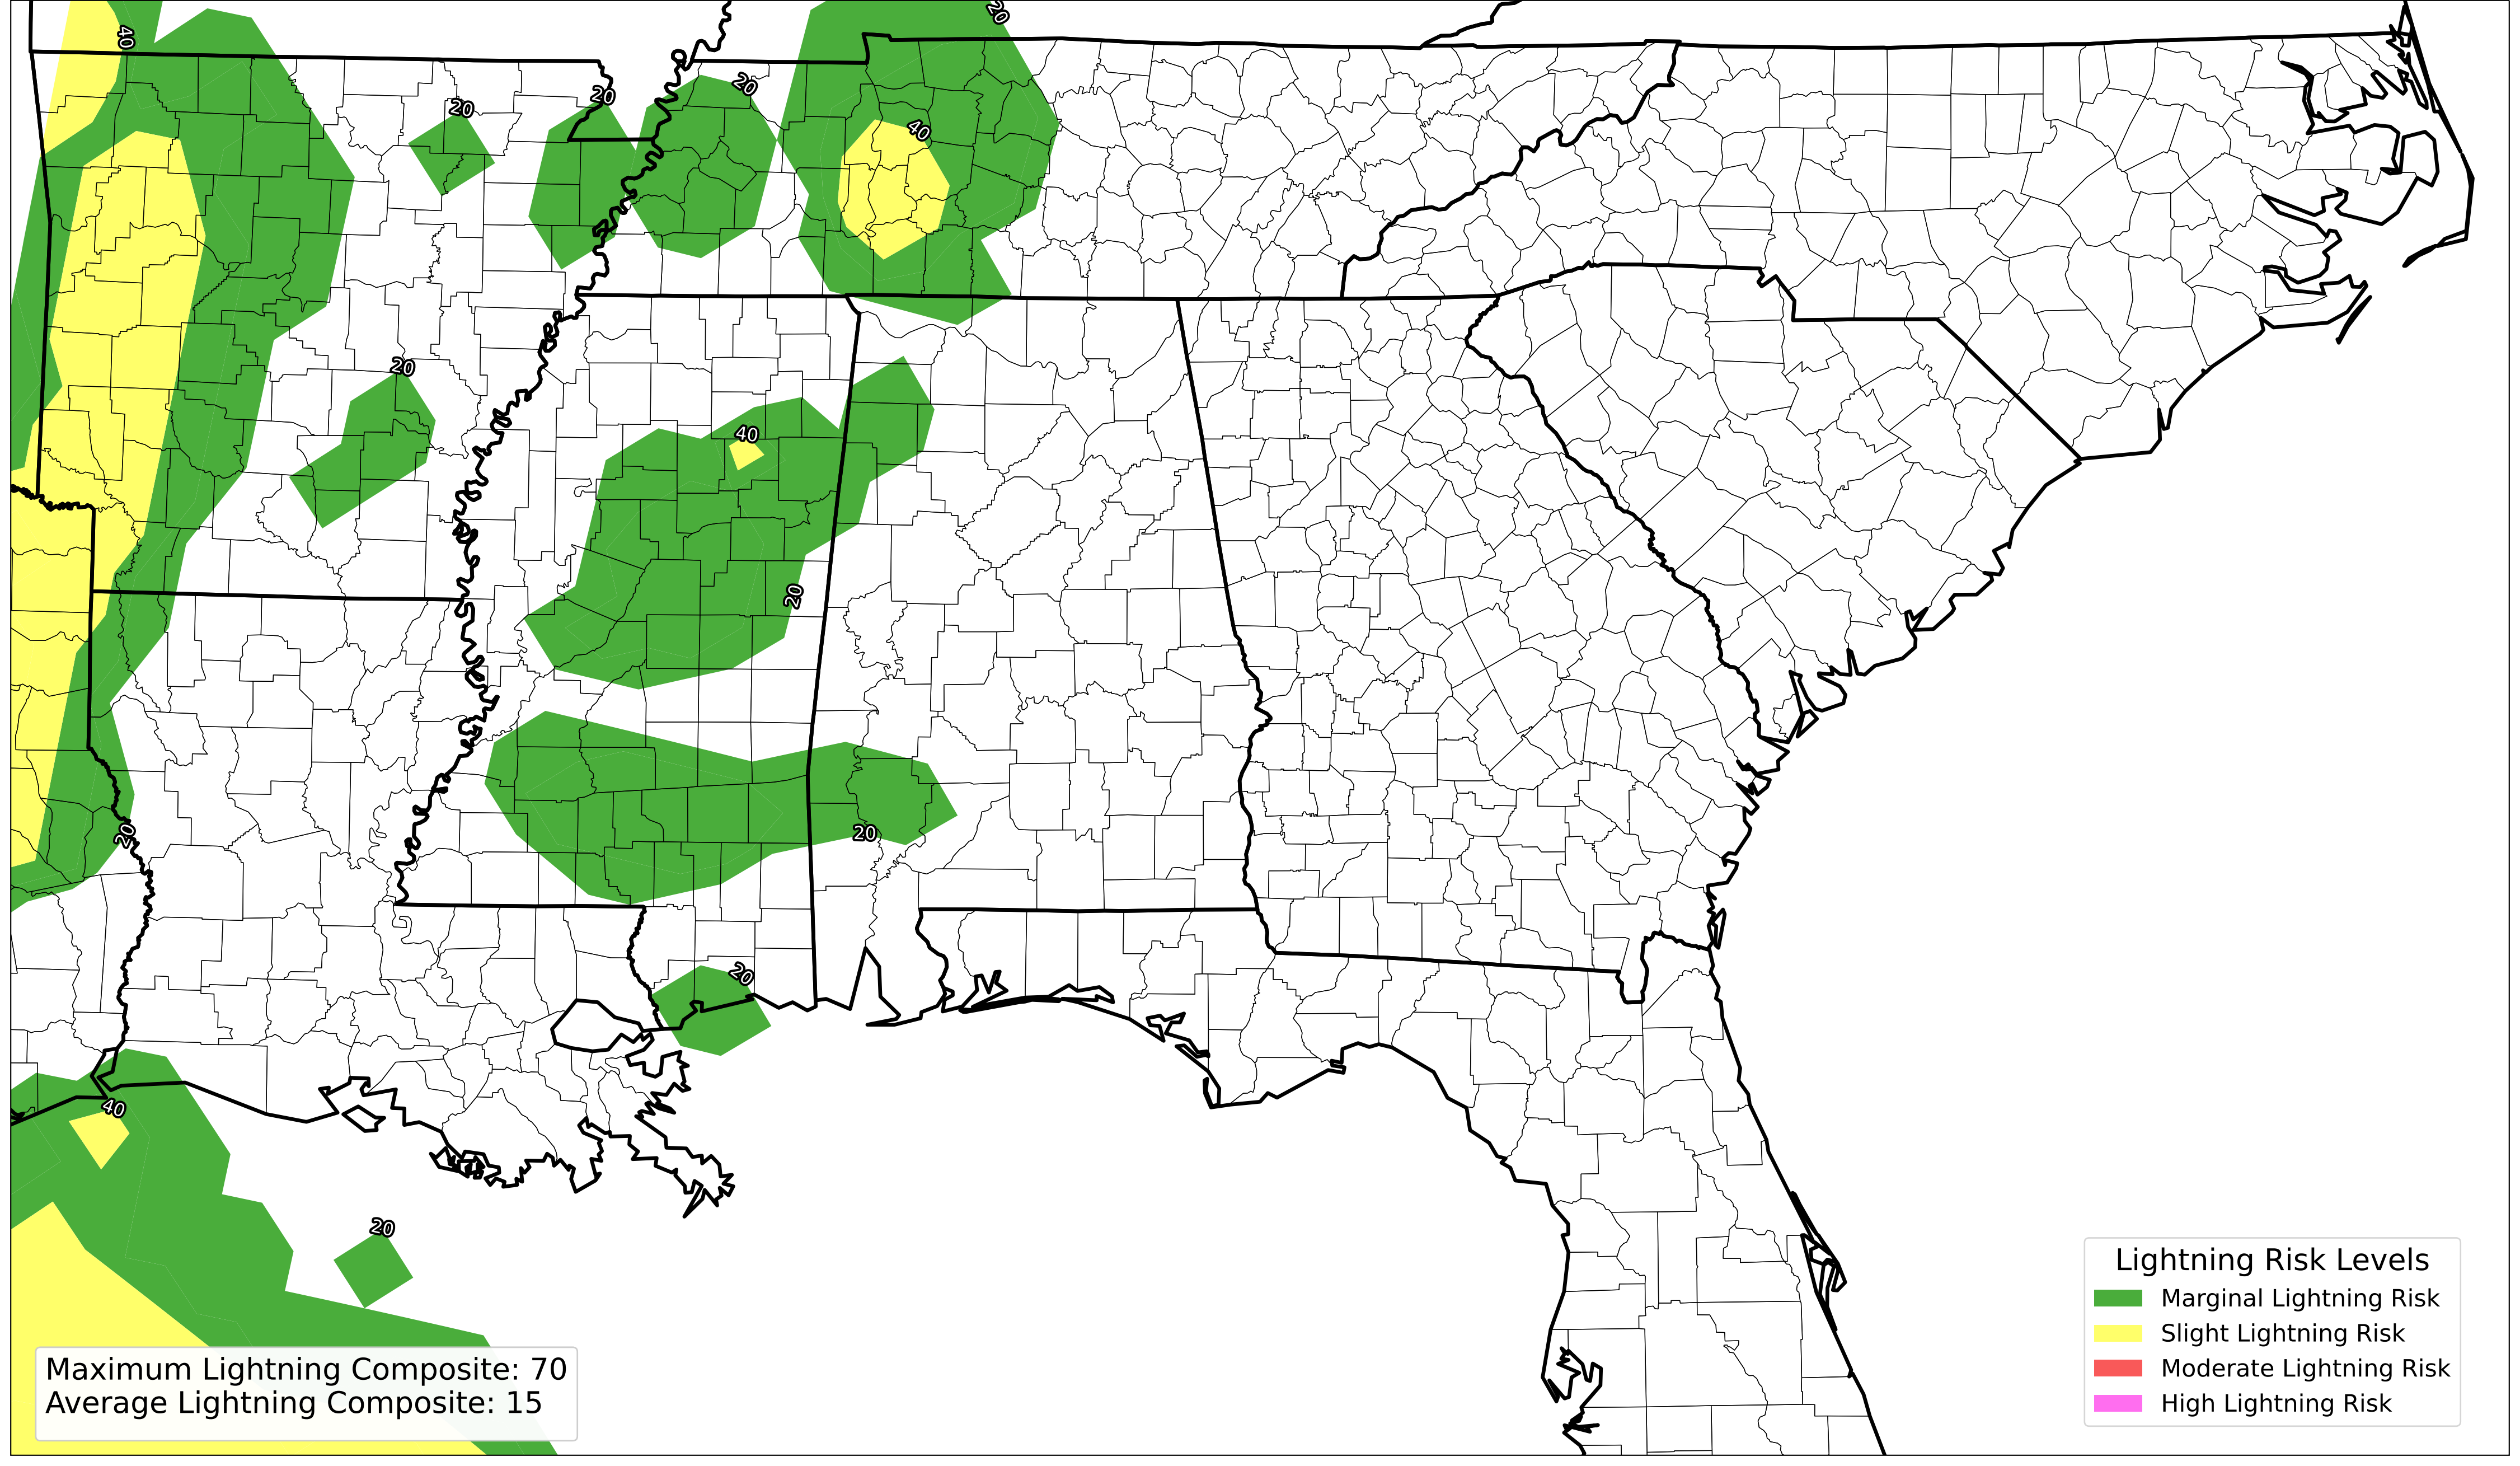 20
40
20
20
20
40
20
40
20
20
20
20
40
20
Lightning Risk Levels
Marginal Lightning Risk
Slight Lightning Risk
Moderate Lightning Risk
High Lightning Risk
Maximum Lightning Composite: 70
Average Lightning Composite: 15